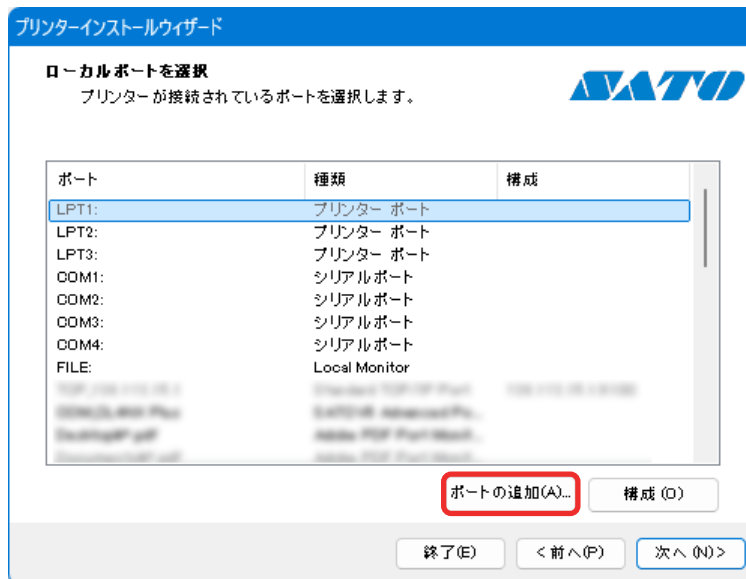 プリンターインストールウィザード
ローカルポートを選択
プリンターが接続されているポートを選択します。
SATO
ポート 種類 構成
LPT1: プリンター ポート
LPT2: プリンター ポート
LPT3: プリンター ポート
COM1: シリアルポート
COM2: シリアルポート
COM3: シリアルポート
COM4: シリアルポート
FILE: Local Monitor
ポートの追加(A)... 構成 (O)
終了(E) <前へ(P) 次へ (N)>